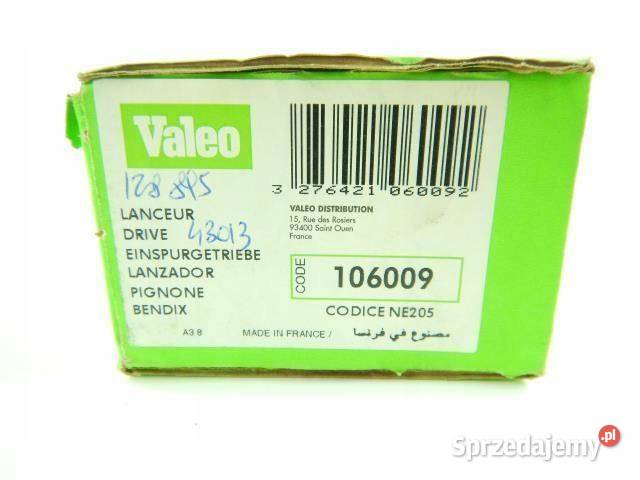 Valeo
128 895
LANCEUR
DRIVE 43013
EINSPURGETRIEBE
LANZADOR
PIGNONE
BENDIX
A3.8
MADE IN FRANCE / مصنوع في فرنسا
3 276421 060092
VALEO DISTRIBUTION
15, Rue des Rosiers
93400 Saint Ouen
France
CODE
106009
CODICE NE205
Sprzedajemy.pl